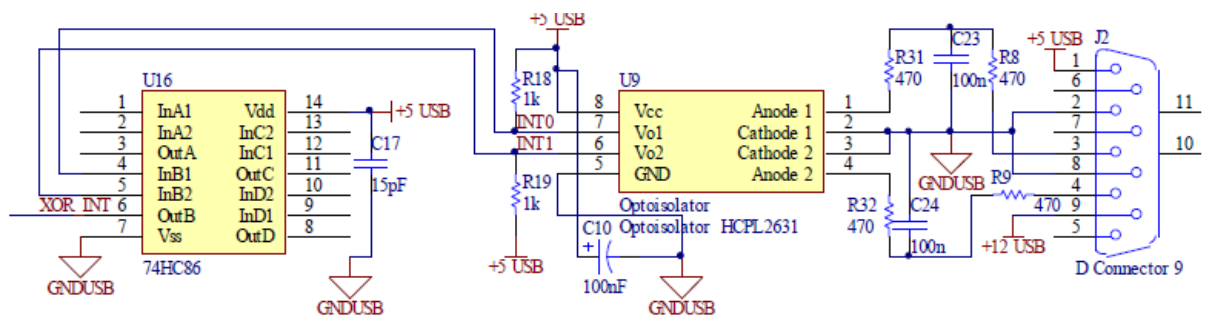 +5 USB
U16
1 InA1 Vdd 14
2 InA2 InC2 13
3 OutA InC1 12
4 InB1 OutC 11
5 InB2 InD2 10
XOR_INT 6 OutB InD1 9
7 Vss OutD 8
74HC86
GNDUSB
+5 USB
C17
15pF
GNDUSB
R18
1k
INT0
INT1
R19
1k
+5 USB
U9
8 Vcc Anode 1 1
7 Vo1 Cathode 1 2
6 Vo2 Cathode 2 3
5 GND Anode 2 4
Optoisolator
Optoisolator HCPL2631
C10
+
100nF
GNDUSB
R31
470
C23
100n
R8
470
GNDUSB
R32
470
C24
100n
R9
470
+5 USB
J2
1
6
2
7
3
8
4
9
5
11
10
+12 USB
D Connector 9